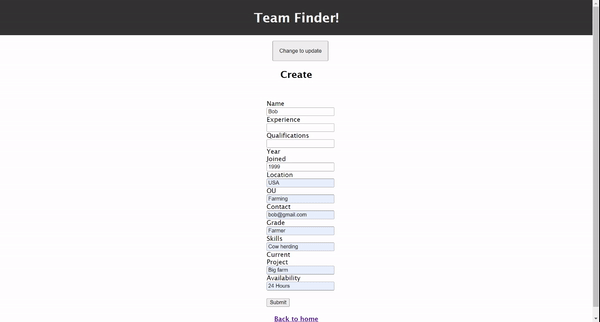 Team Finder!
Change to update
Create
Name
Bob
Experience
Qualifications
Year
Joined
1999
Location
USA
OU
Farming
Contact
bob@gmail.com
Grade
Farmer
Skills
Cow herding
Current
Project
Big farm
Availability
24 Hours
Submit
Back to home